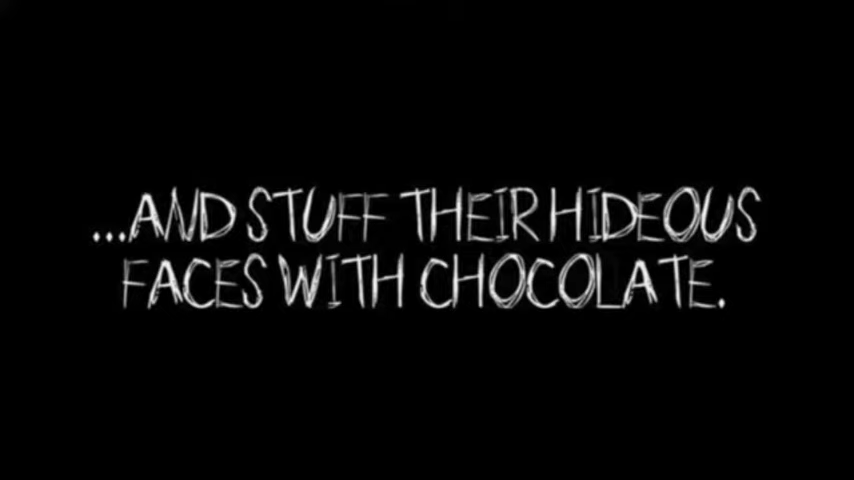 ...AND STUFF THEIR HIDEOUS
FACES WITH CHOCOLATE.